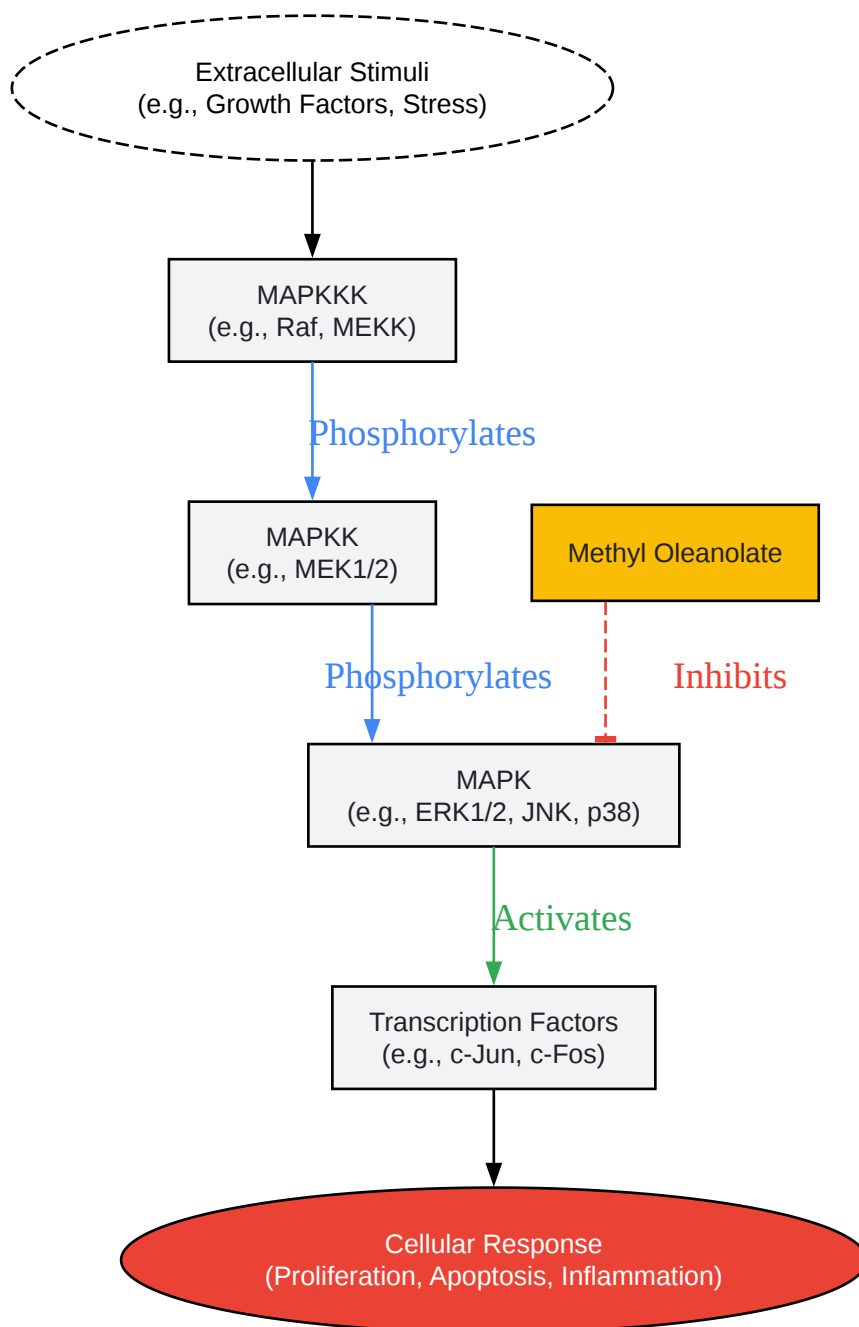 Extracellular Stimuli
(e.g., Growth Factors, Stress)
MAPKKK
(e.g., Raf, MEKK)
Phosphorylates
MAPKK
(e.g., MEK1/2)
Methyl Oleanolate
Phosphorylates
Inhibits
MAPK
(e.g., ERK1/2, JNK, p38)
Activates
Transcription Factors
(e.g., c-Jun, c-Fos)
Cellular Response
(Proliferation, Apoptosis, Inflammation)